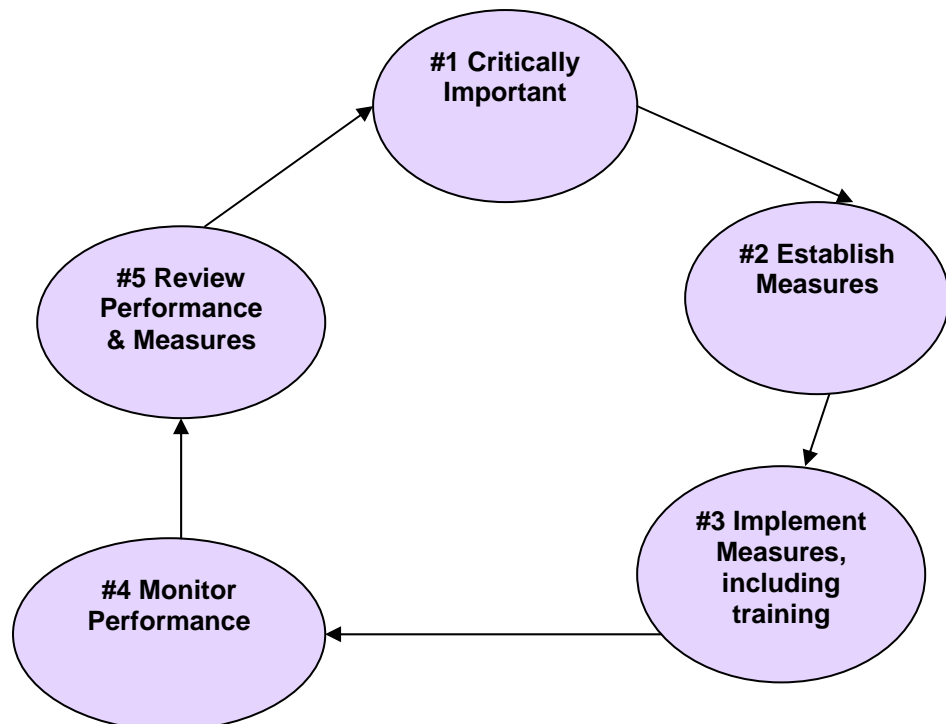 #1 Critically
Important
#2 Establish
Measures
#3 Implement
Measures,
including
training
#4 Monitor
Performance
#5 Review
Performance
& Measures